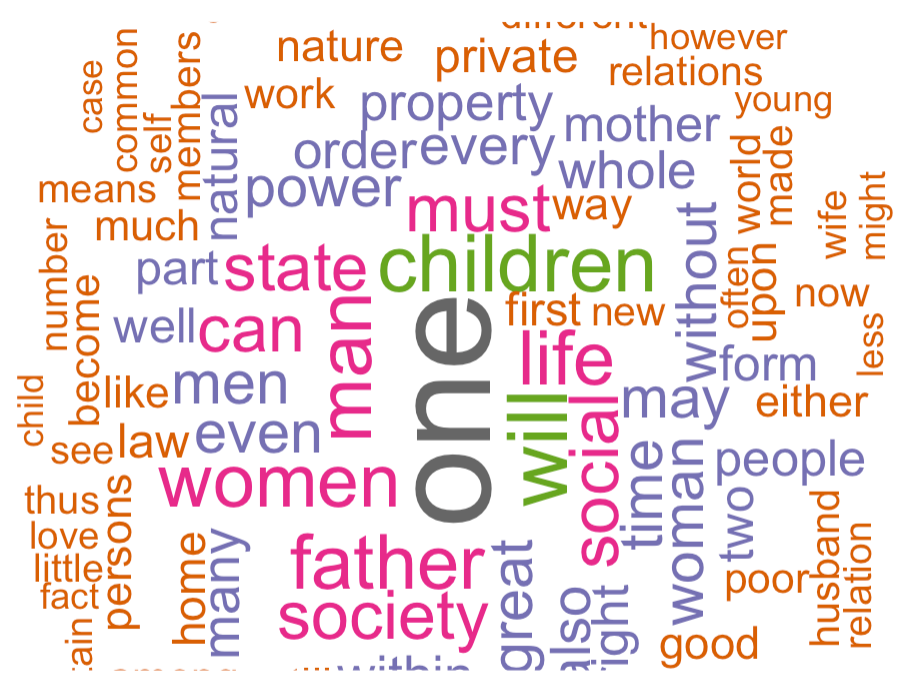 different
however
nature
private
relations
case
common
self
members
work
property
young
natural
order
every
mother
world
made
means
power
whole
must
way
wife
might
much
without
number
part
state
children
often
upon
now
become
man
one
first
new
well
can
life
form
less
child
like
men
will
social
may
either
see
law
even
women
time
woman
people
thus
persons
two
husband
love
little
fact
home
many
father
great
poor
relation
society
also
good
within